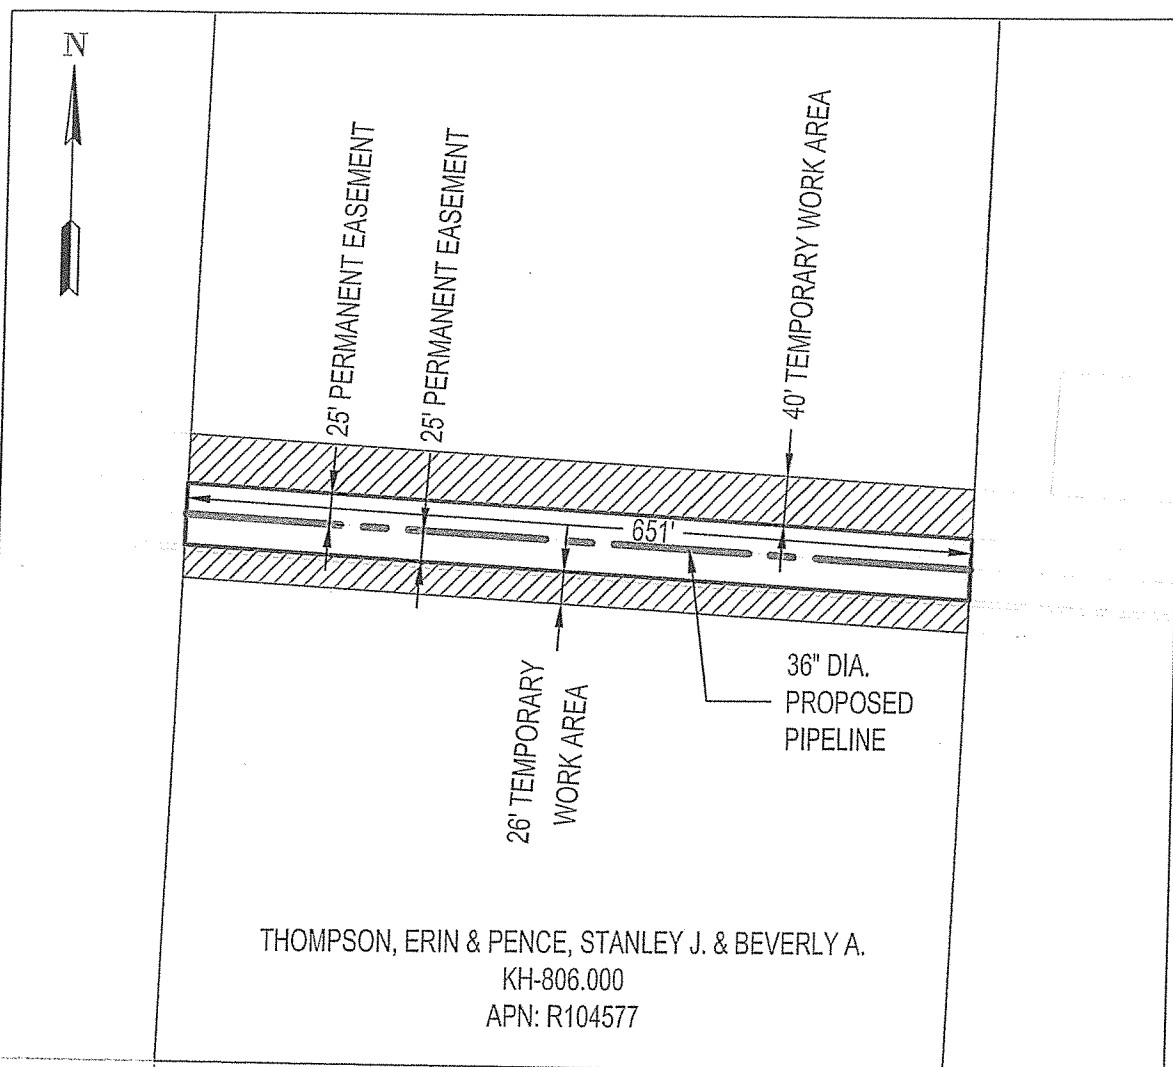 N
25' PERMANENT EASEMENT
25' PERMANENT EASEMENT
40' TEMPORARY WORK AREA
651'
26' TEMPORARY
WORK AREA
36" DIA.
PROPOSED
PIPELINE
THOMPSON, ERIN & PENCE, STANLEY J. & BEVERLY A.
KH-806.000
APN: R104577